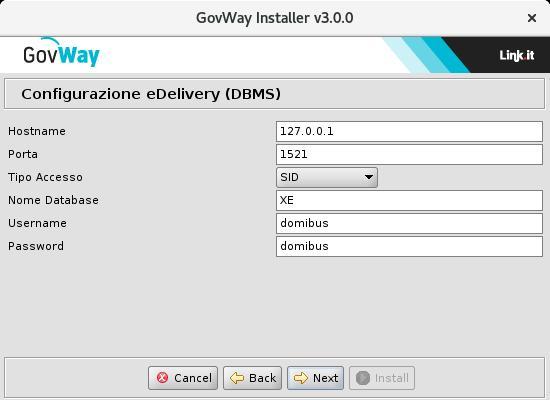 GovWay Installer v3.0.0
GovWay
Link.it
Configurazione eDelivery (DBMS)
Hostname 127.0.0.1
Porta 1521
Tipo Accesso SID
Nome Database XE
Username domibus
Password domibus
Cancel Back Next Install